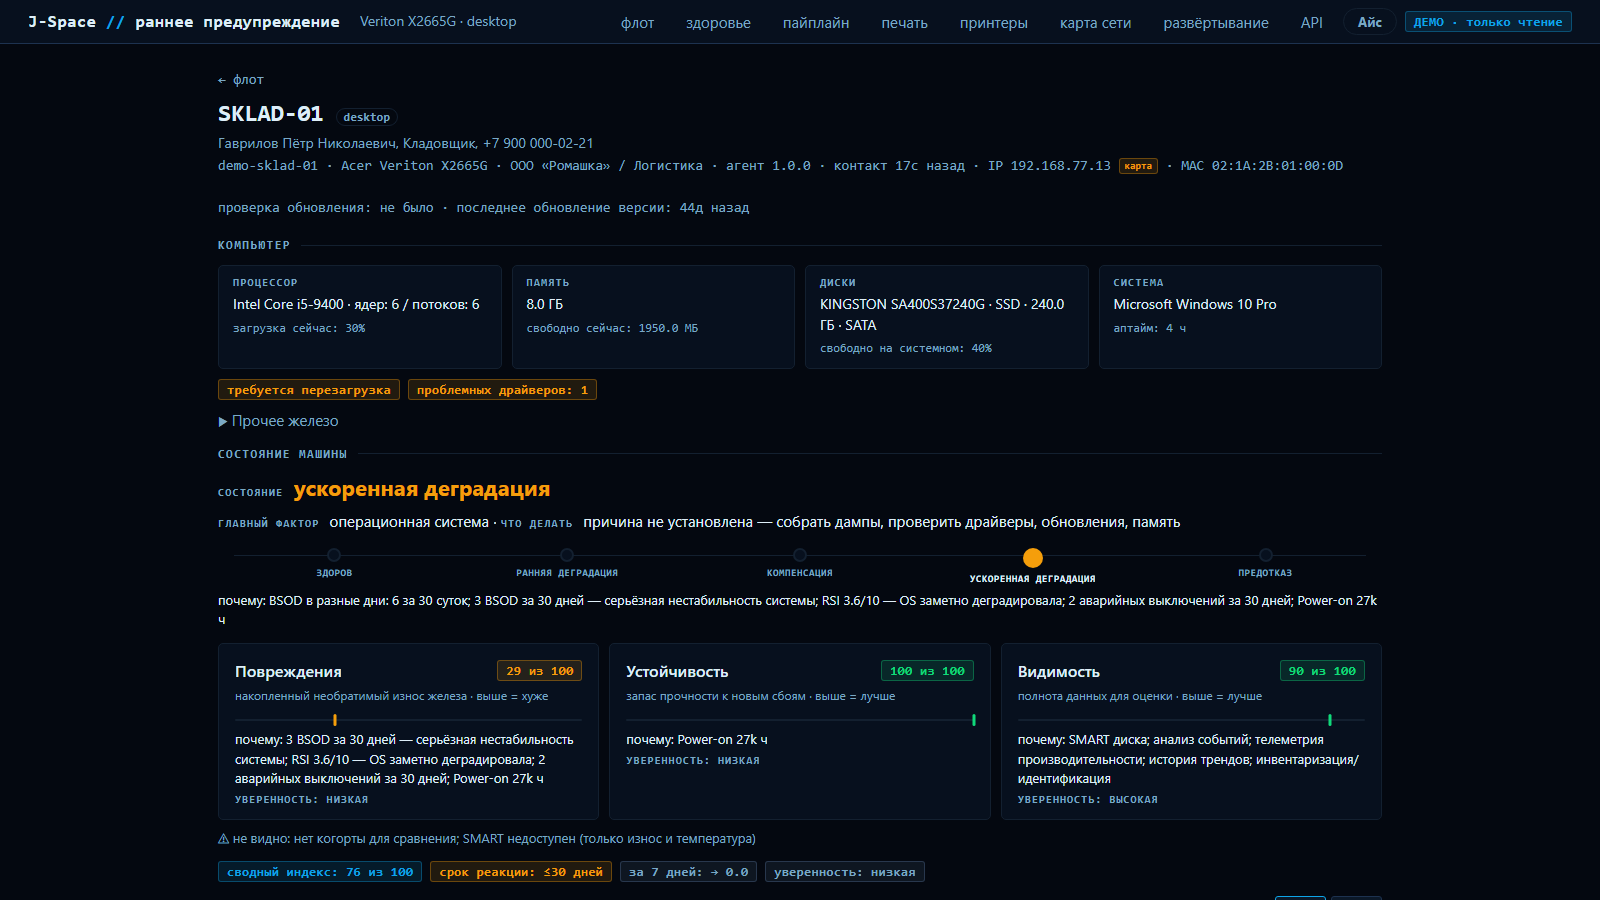 J-Space // раннее предупреждение
Veriton X2665G · desktop
флот здоровье пайплайн печать принтеры карта сети развёртывание API Айс ДЕМО · только чтение
← флот
SKLAD-01 desktop
Гаврилов Пётр Николаевич, Кладовщик, +7 900 000-02-21
demo-sklad-01 · Acer Veriton X2665G · ООО «Ромашка» / Логистика · агент 1.0.0 · контакт 17с назад · IP 192.168.77.13 карта · MAC 02:1A:2B:01:00:0D
проверка обновления: не было · последнее обновление версии: 44д назад
КОМПЬЮТЕР
ПРОЦЕССОР
Intel Core i5-9400 · ядер: 6 / потоков: 6
загрузка сейчас: 30%
ПАМЯТЬ
8.0 ГБ
свободно сейчас: 1950.0 МБ
ДИСКИ
KINGSTON SA400S37240G · SSD · 240.0
ГБ · SATA
свободно на системном: 40%
СИСТЕМА
Microsoft Windows 10 Pro
аптайм: 4 ч
требуется перезагрузка проблемных драйверов: 1
▶ Прочее железо
СОСТОЯНИЕ МАШИНЫ
СОСТОЯНИЕ ускоренная деградация
ГЛАВНЫЙ ФАКТОР операционная система · ЧТО ДЕЛАТЬ причина не установлена — собрать дампы, проверить драйверы, обновления, память
ЗДОРОВ РАННЯЯ ДЕГРАДАЦИЯ КОМПЕНСАЦИЯ УСКОРЕННАЯ ДЕГРАДАЦИЯ ПРЕДОТКАЗ
почему: BSOD в разные дни: 6 за 30 суток; 3 BSOD за 30 дней — серьёзная нестабильность системы; RSI 3.6/10 — OS заметно деградировала; 2 аварийных выключений за 30 дней; Power-on 27k
ч
Повреждения 29 из 100
накопленный необратимый износ железа · выше = хуже
почему: 3 BSOD за 30 дней — серьёзная нестабильность
системы; RSI 3.6/10 — OS заметно деградировала; 2
аварийных выключений за 30 дней; Power-on 27k ч
УВЕРЕННОСТЬ: НИЗКАЯ
Устойчивость 100 из 100
запас прочности к новым сбоям · выше = лучше
почему: Power-on 27k ч
УВЕРЕННОСТЬ: НИЗКАЯ
Видимость 90 из 100
полнота данных для оценки · выше = лучше
почему: SMART диска; анализ событий; телеметрия
производительности; история трендов; инвентаризация/
идентификация
УВЕРЕННОСТЬ: ВЫСОКАЯ
⚠ не видно: нет когорты для сравнения; SMART недоступен (только износ и температура)
сводный индекс: 76 из 100 срок реакции: ≤30 дней за 7 дней: → 0.0 уверенность: низкая